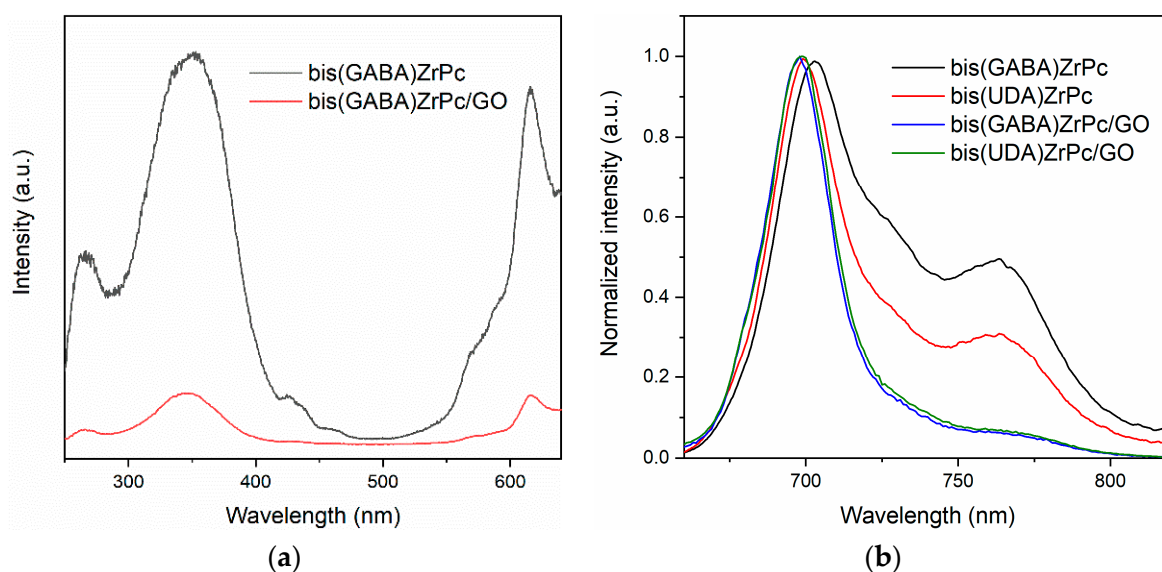 Intensity (a.u.)
bis(GABA)ZrPc
bis(GABA)ZrPc/GO
300 400 500 600
Wavelength (nm)
(a)
Normalized intensity (a.u.)
1.0
0.8
0.6
0.4
0.2
0.0
bis(GABA)ZrPc
bis(UDA)ZrPc
bis(GABA)ZrPc/GO
bis(UDA)ZrPc/GO
700 750 800
Wavelength (nm)
(b)